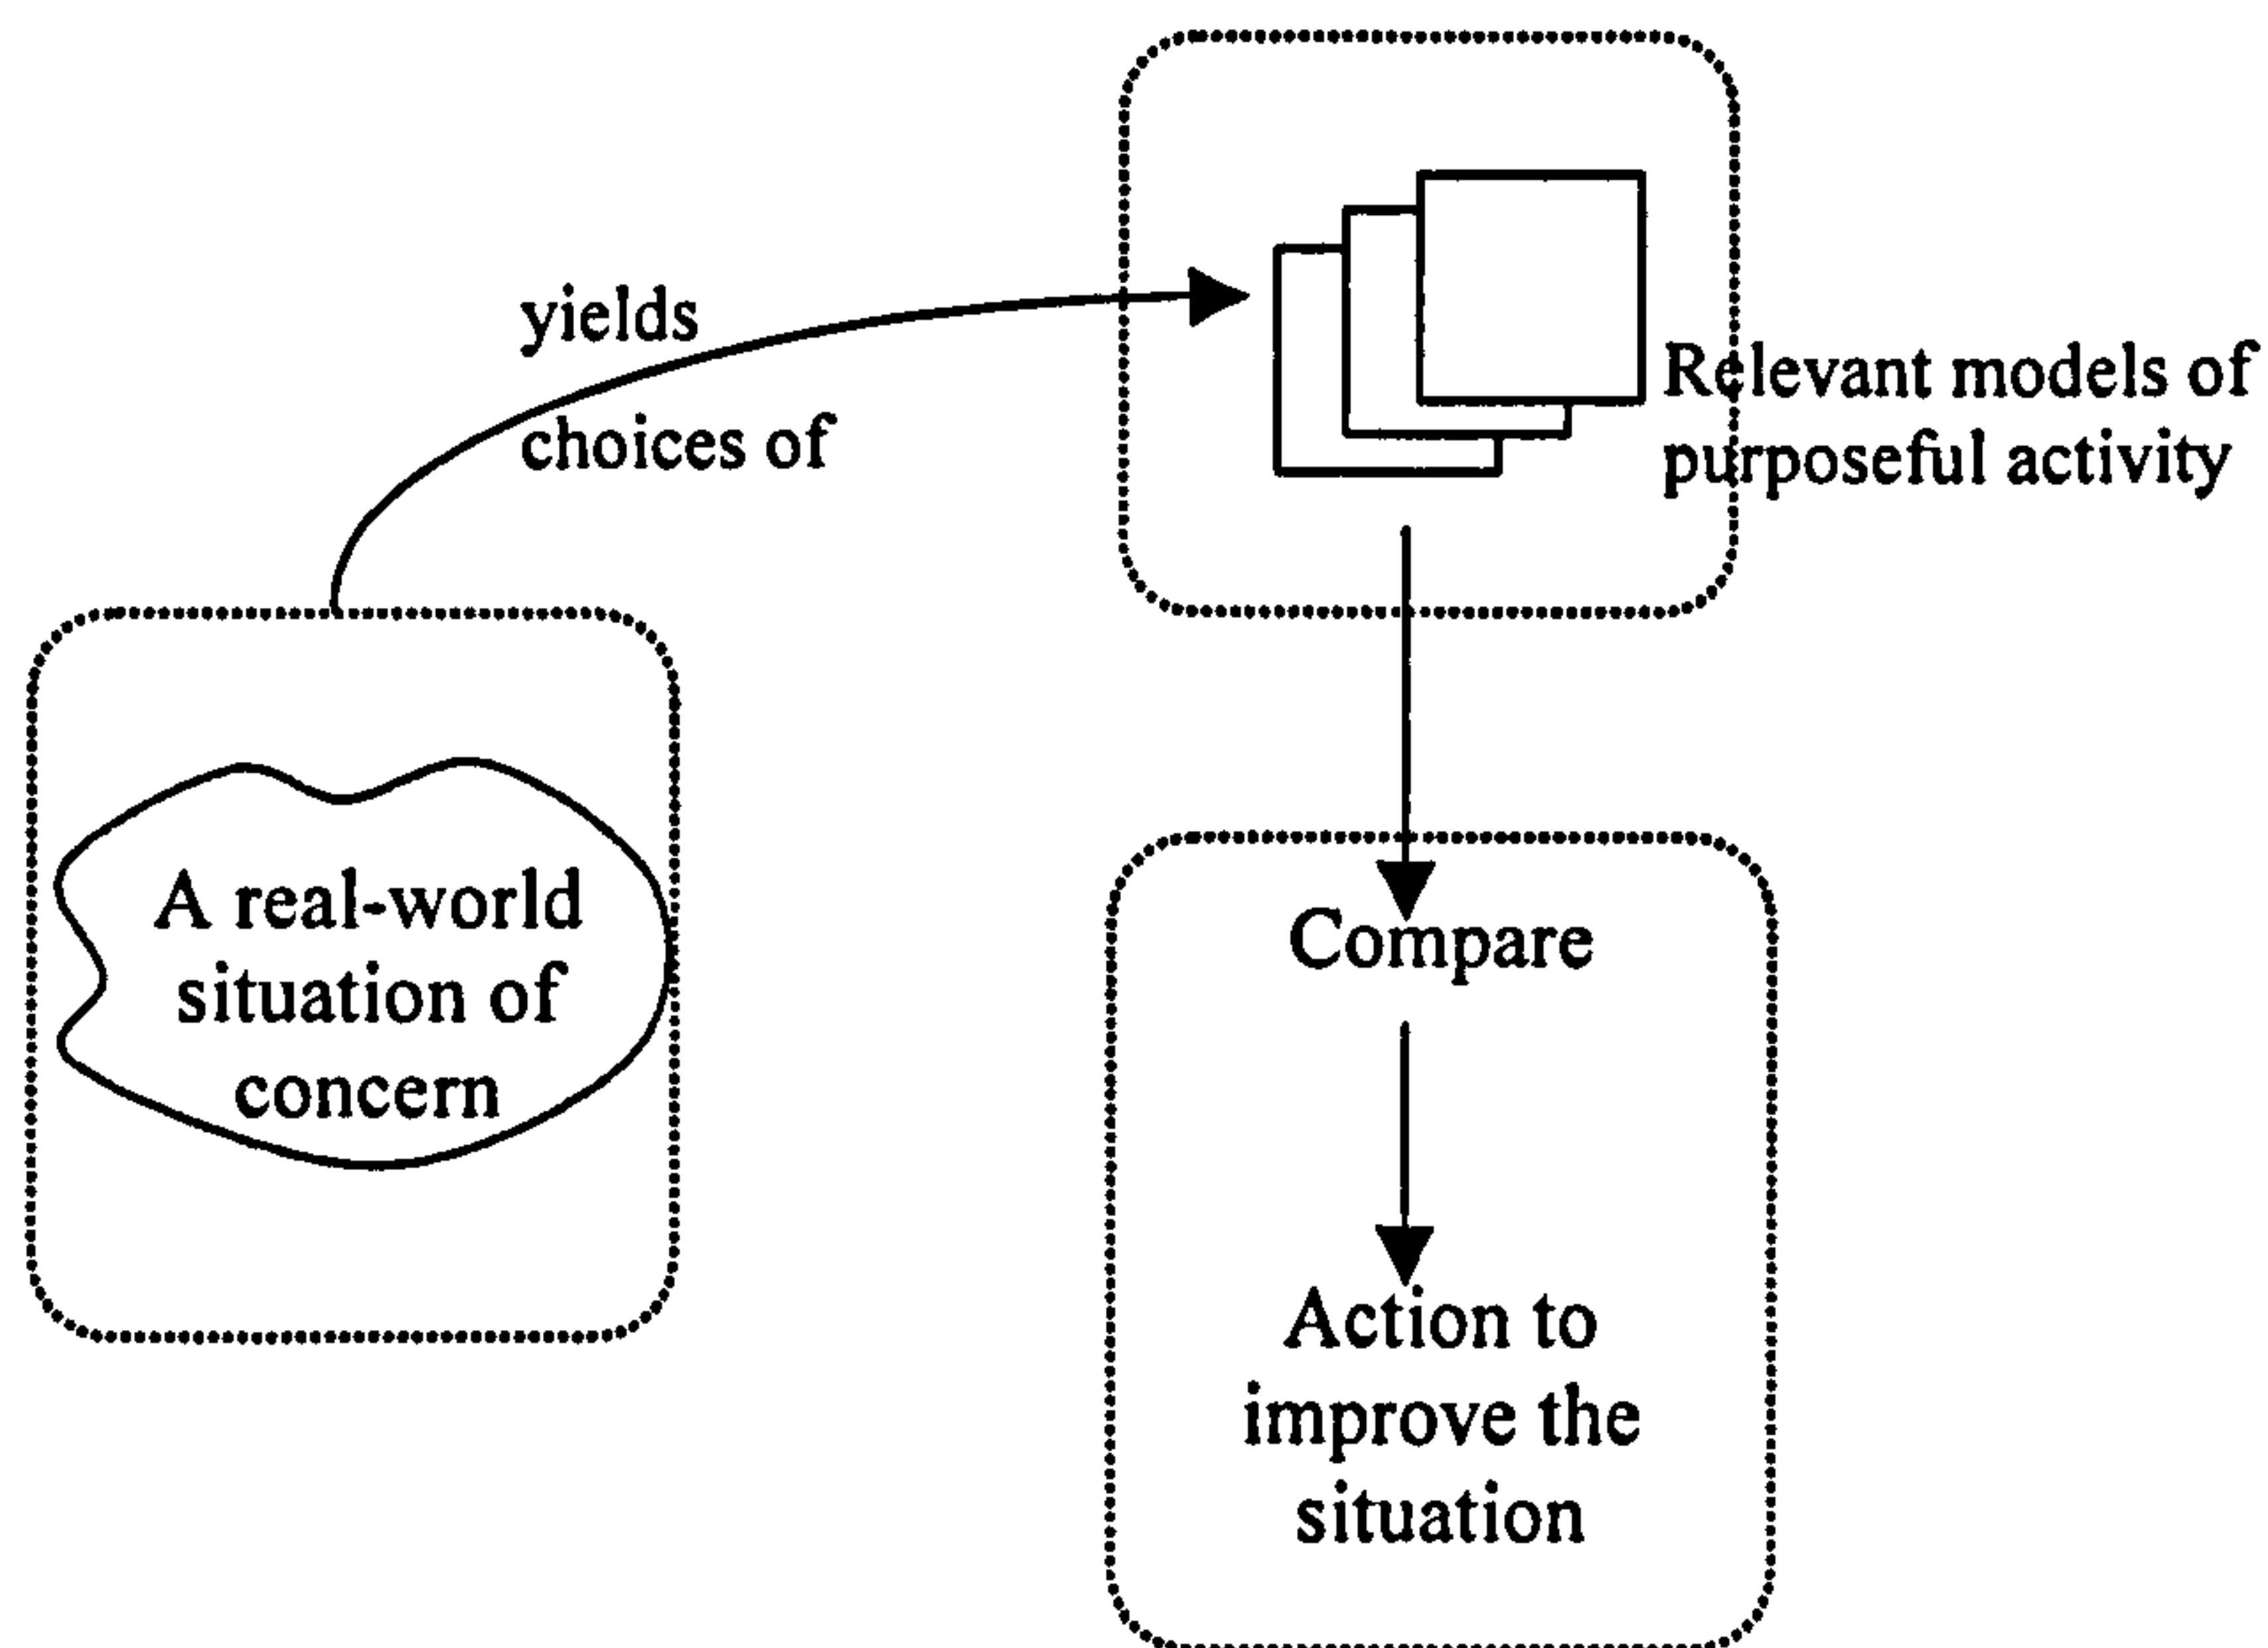 yields
choices of
Relevant models of
purposeful activity
A real-world
situation of
concern
Compare
Action to
improve the
situation